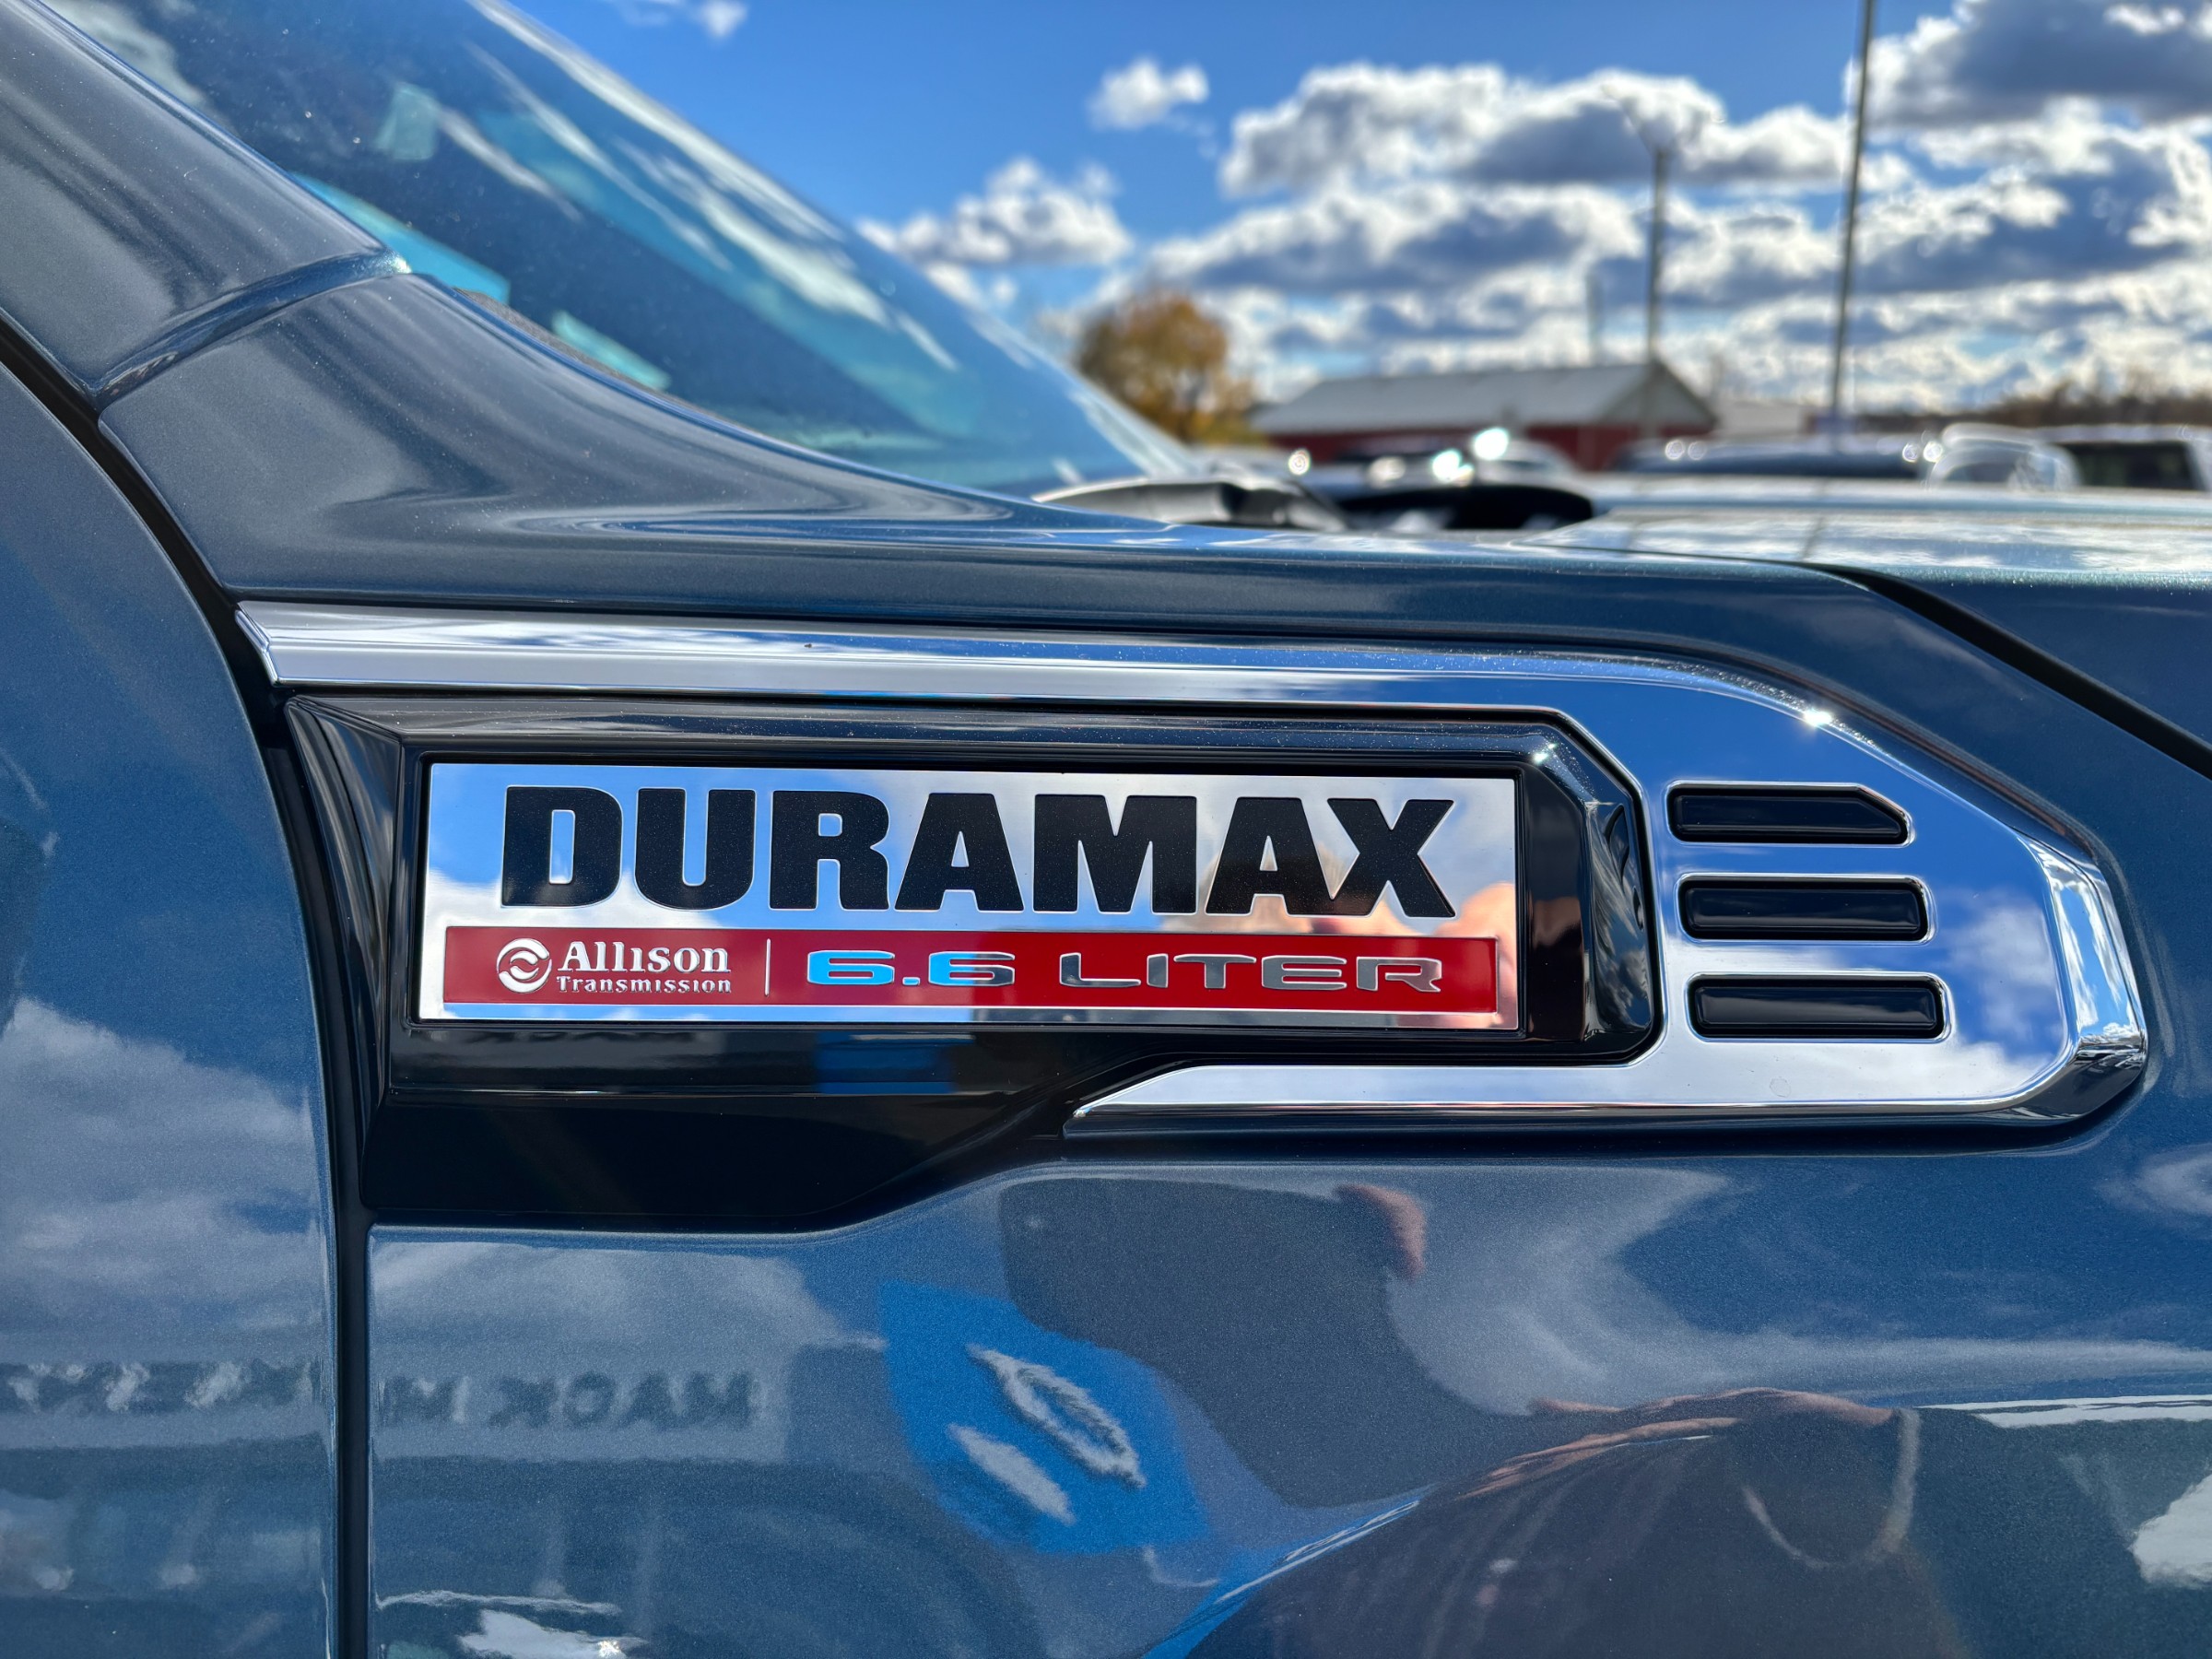 DURAMAX
Allison 6.6 LITER
Transmission